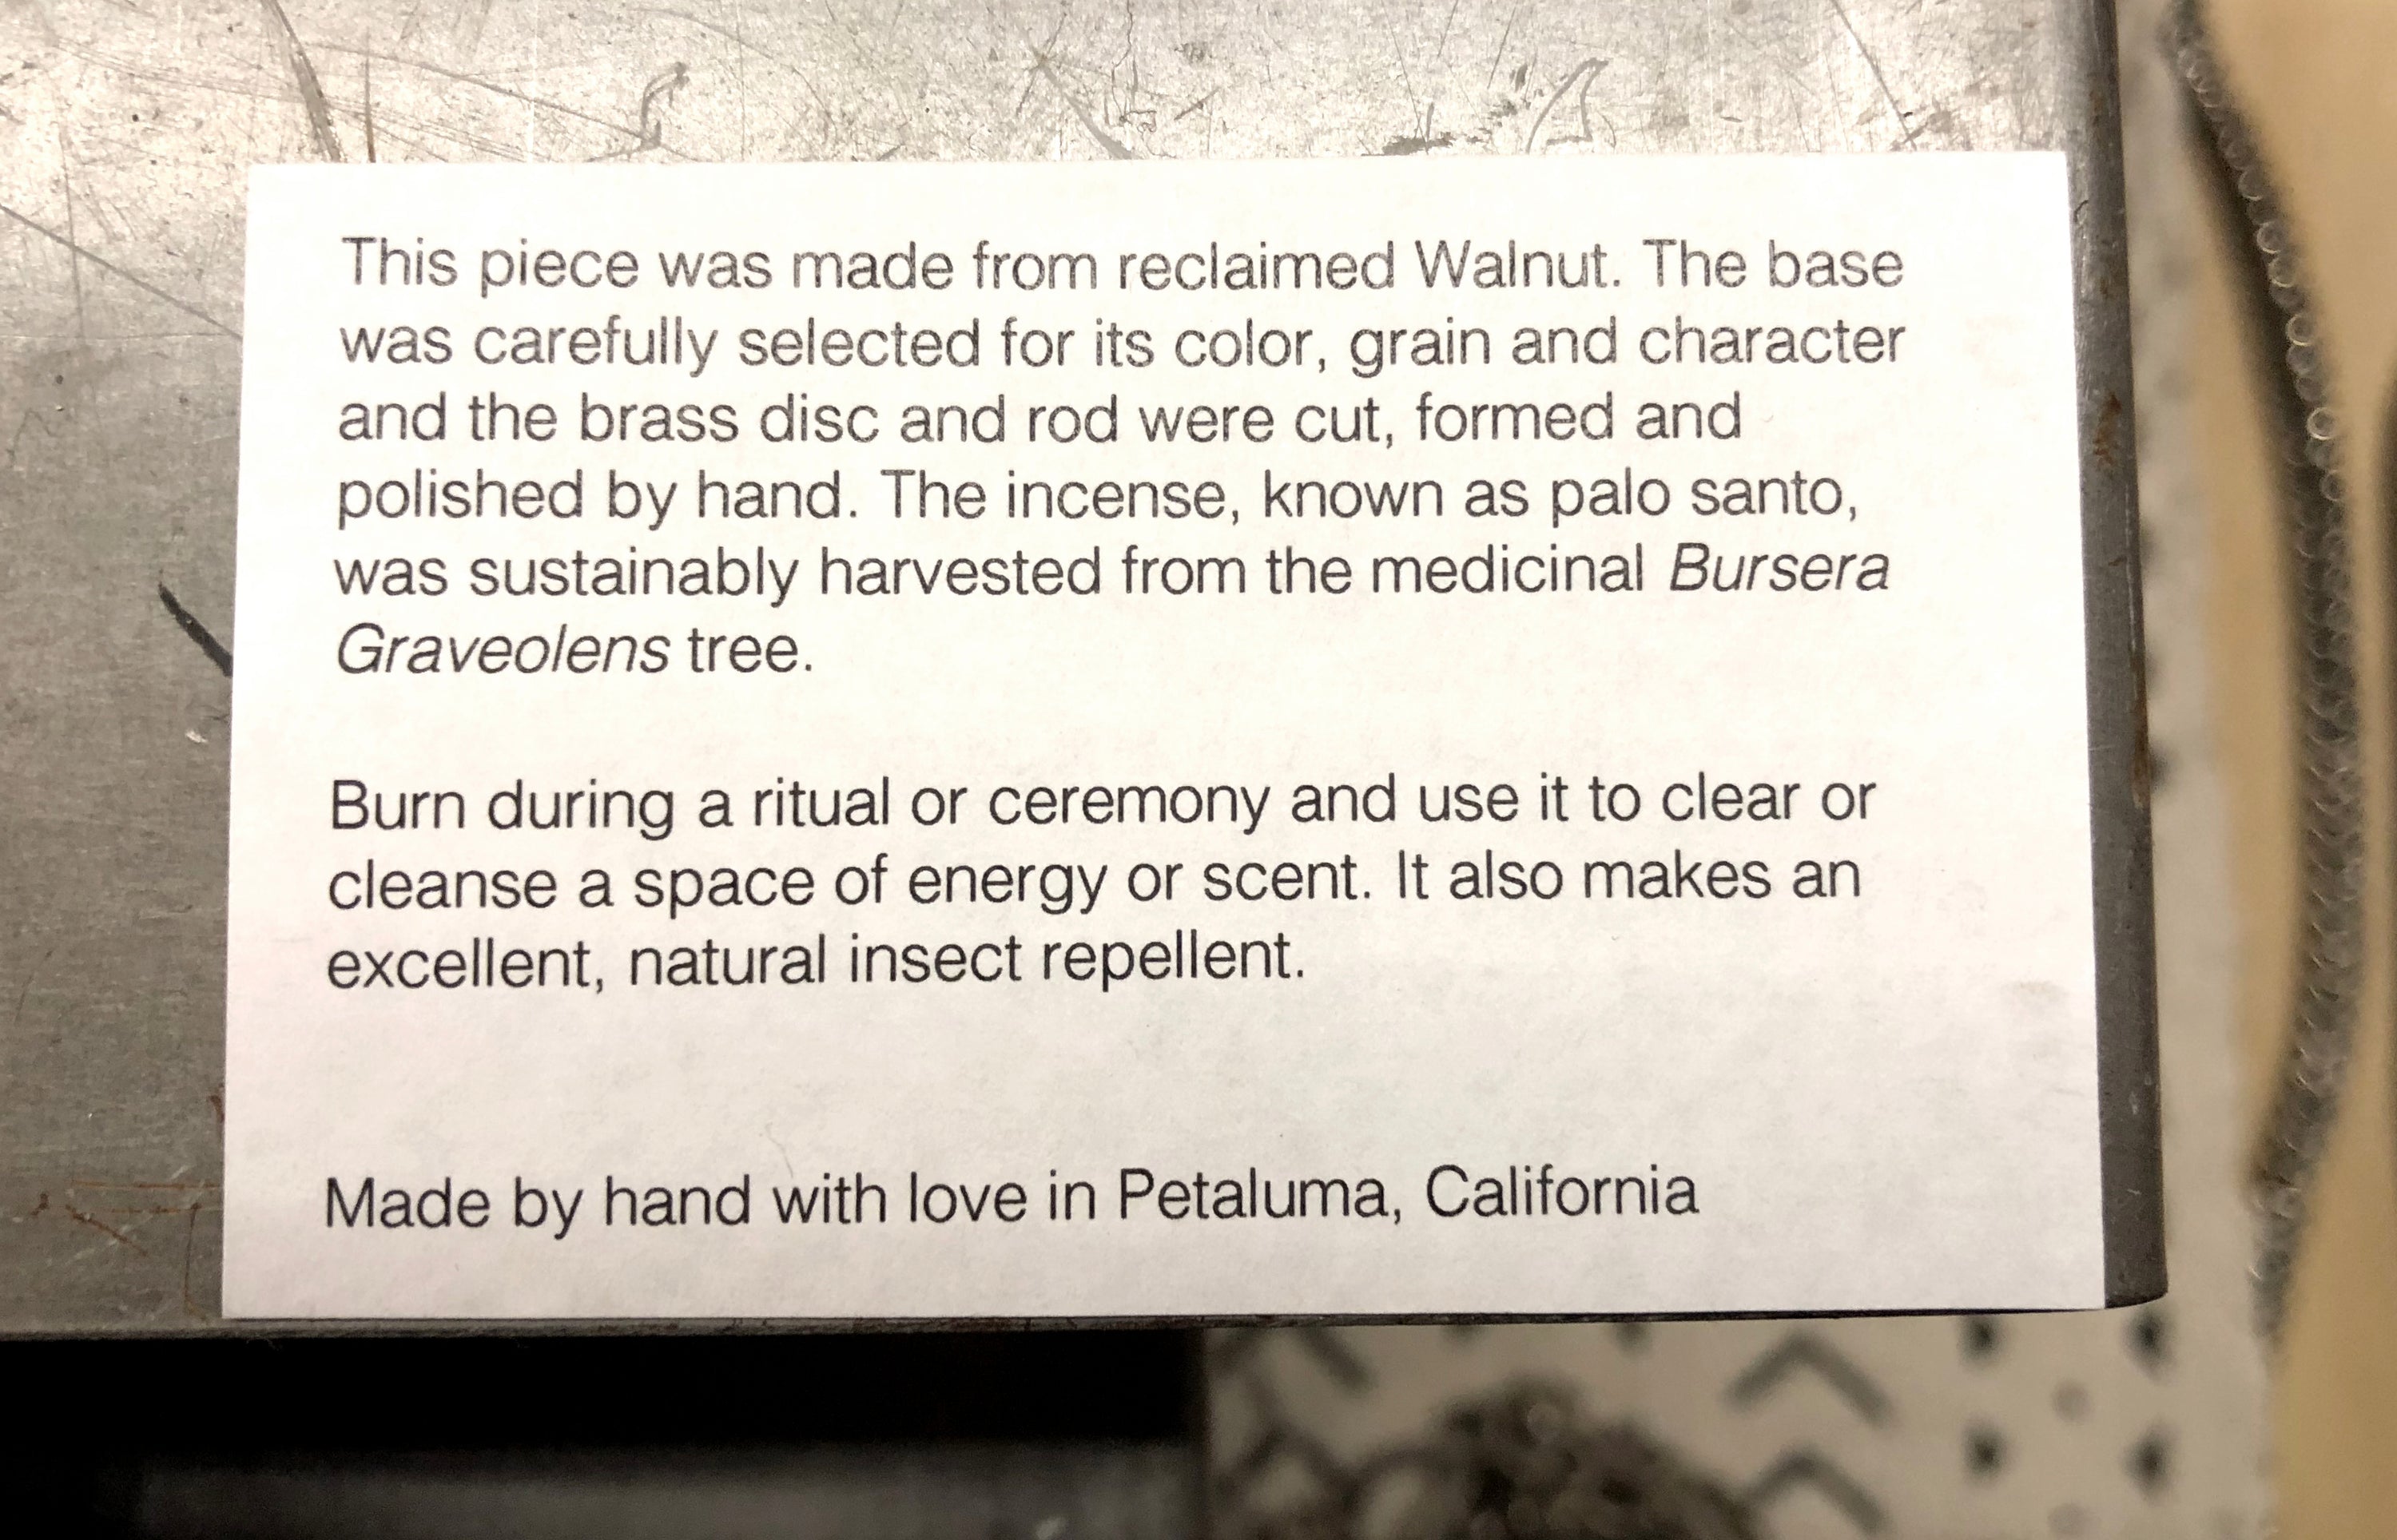 This piece was made from reclaimed Walnut. The base
was carefully selected for its color, grain and character
and the brass disc and rod were cut, formed and
polished by hand. The incense, known as palo santo,
was sustainably harvested from the medicinal Bursera
Graveolens tree.
Burn during a ritual or ceremony and use it to clear or
cleanse a space of energy or scent. It also makes an
excellent, natural insect repellent.
Made by hand with love in Petaluma, California